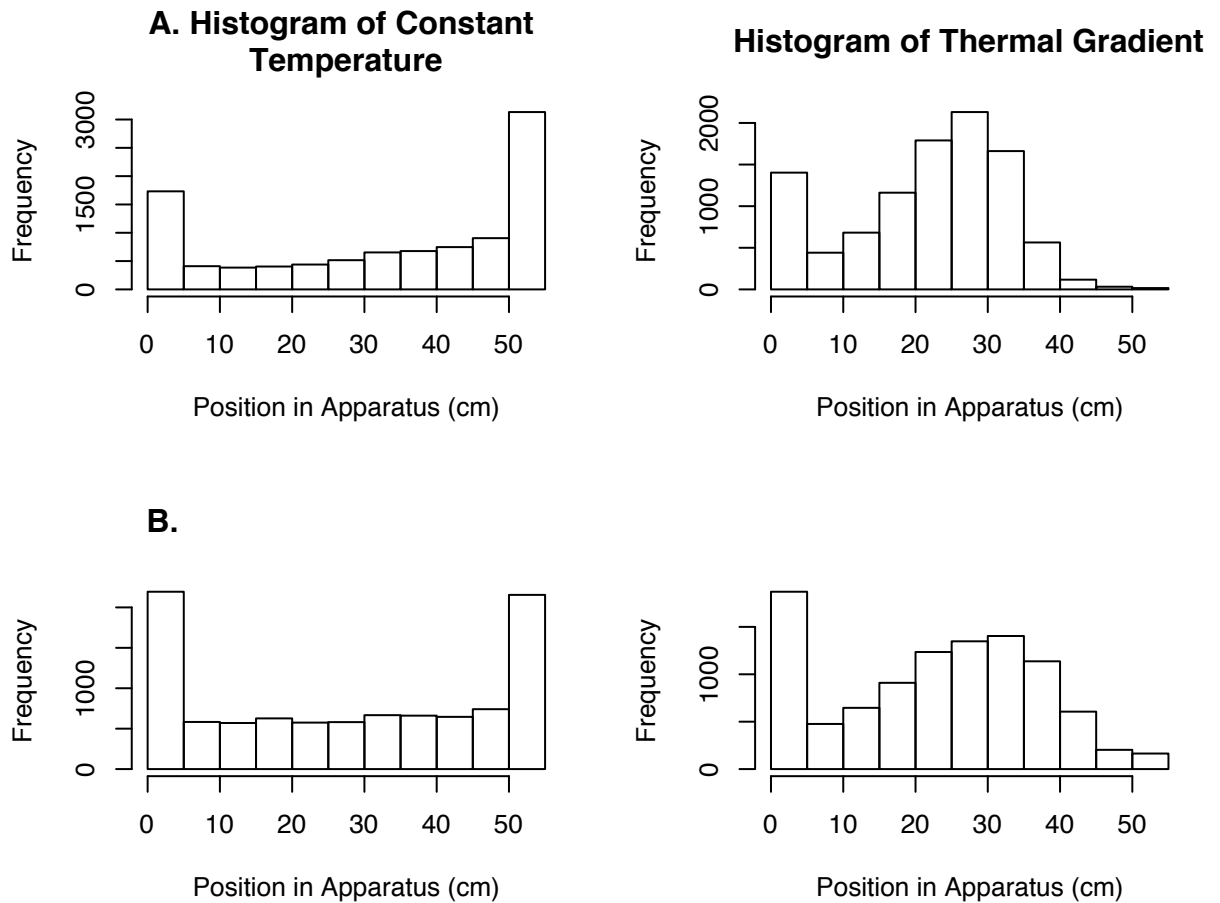 A. Histogram of Constant
Temperature
Frequency
0 1500 3000
0 10 20 30 40 50
Position in Apparatus (cm)
Histogram of Thermal Gradient
Frequency
0 1000 2000
0 10 20 30 40 50
Position in Apparatus (cm)
B.
Frequency
0 1000
0 10 20 30 40 50
Position in Apparatus (cm)
Frequency
0 1000
0 10 20 30 40 50
Position in Apparatus (cm)